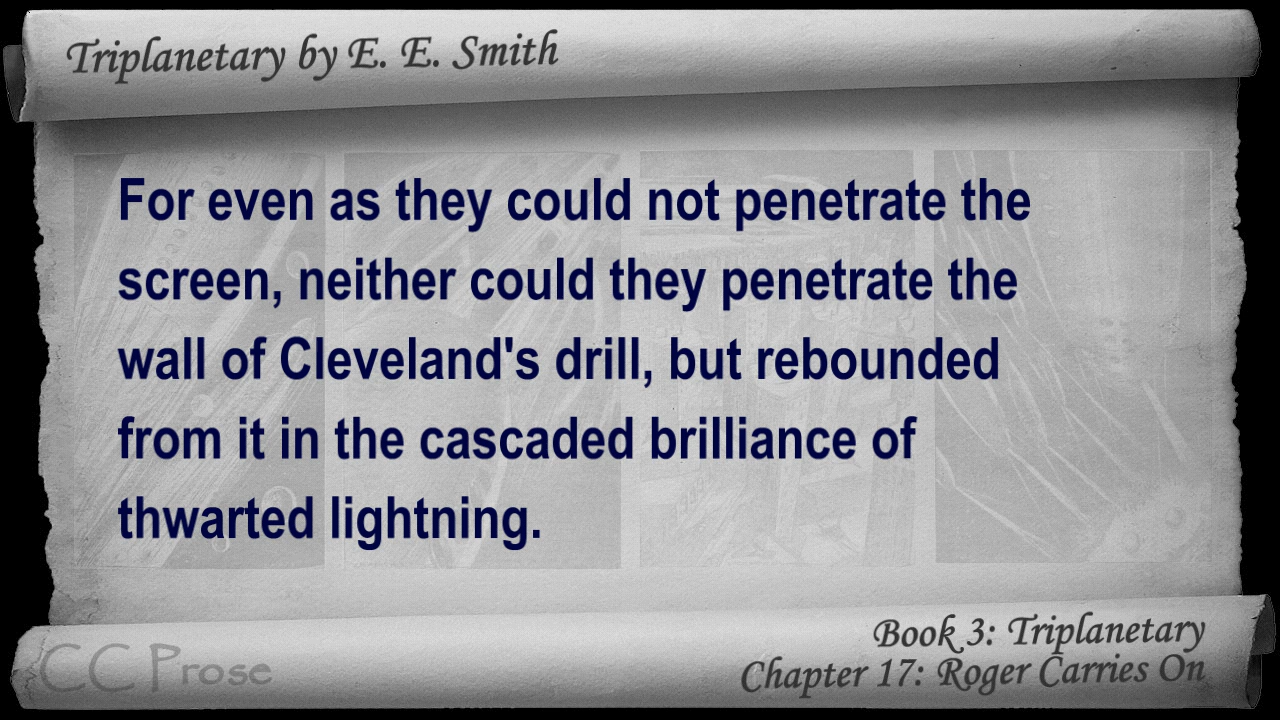 Triplanetary by E. E. Smith
For even as they could not penetrate the
screen, neither could they penetrate the
wall of Cleveland's drill, but rebounded
from it in the cascaded brilliance of
thwarted lightning.
CC Prose
Book 3: Triplanetary
Chapter 17: Roger Carries On